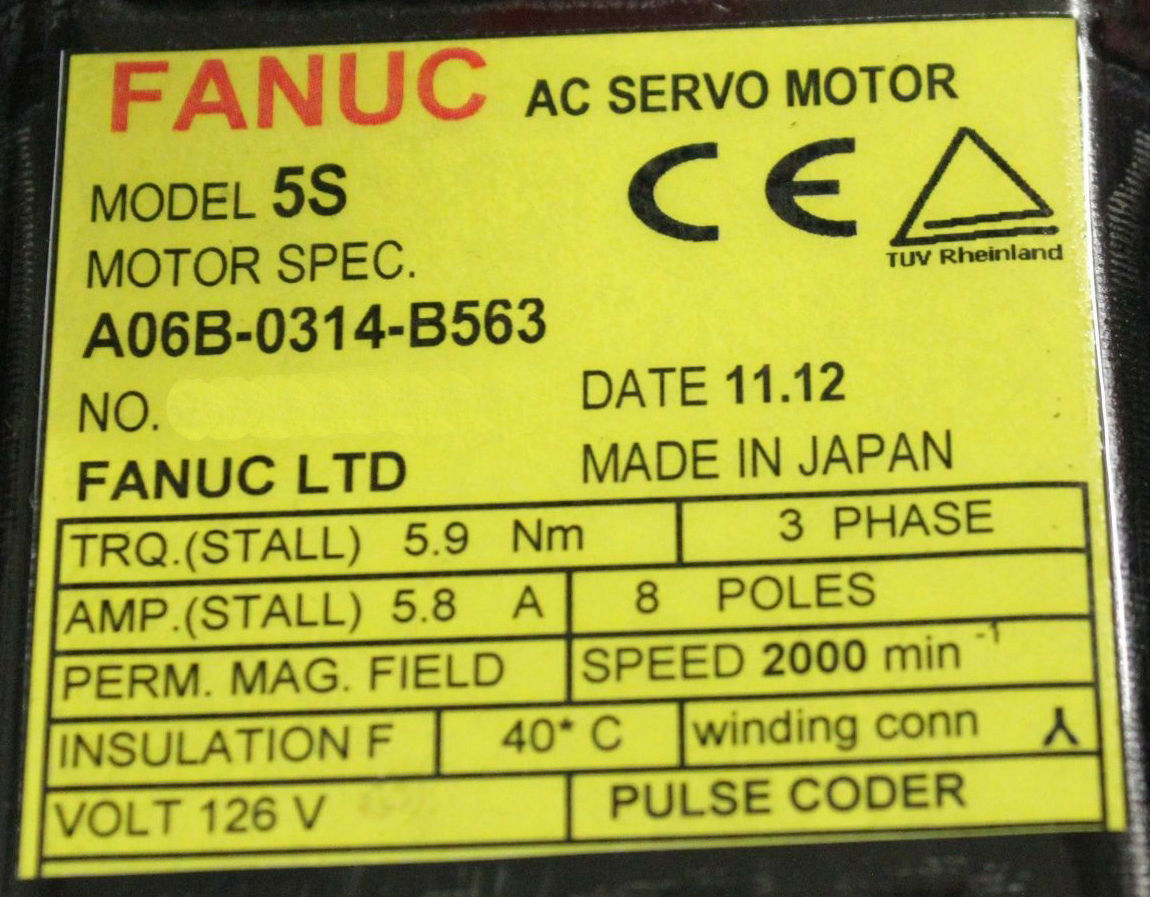 FANUC AC SERVO MOTOR
MODEL 5S
CE
TUV Rheinland
MOTOR SPEC.
A06B-0314-B563
NO.
DATE 11.12
FANUC LTD
MADE IN JAPAN
TRQ.(STALL) 5.9 Nm
3 PHASE
AMP.(STALL) 5.8 A
8 POLES
PERM. MAG. FIELD
SPEED 2000 min⁻¹
INSULATION F
40* C
winding conn ⅄
VOLT 126 V
PULSE CODER